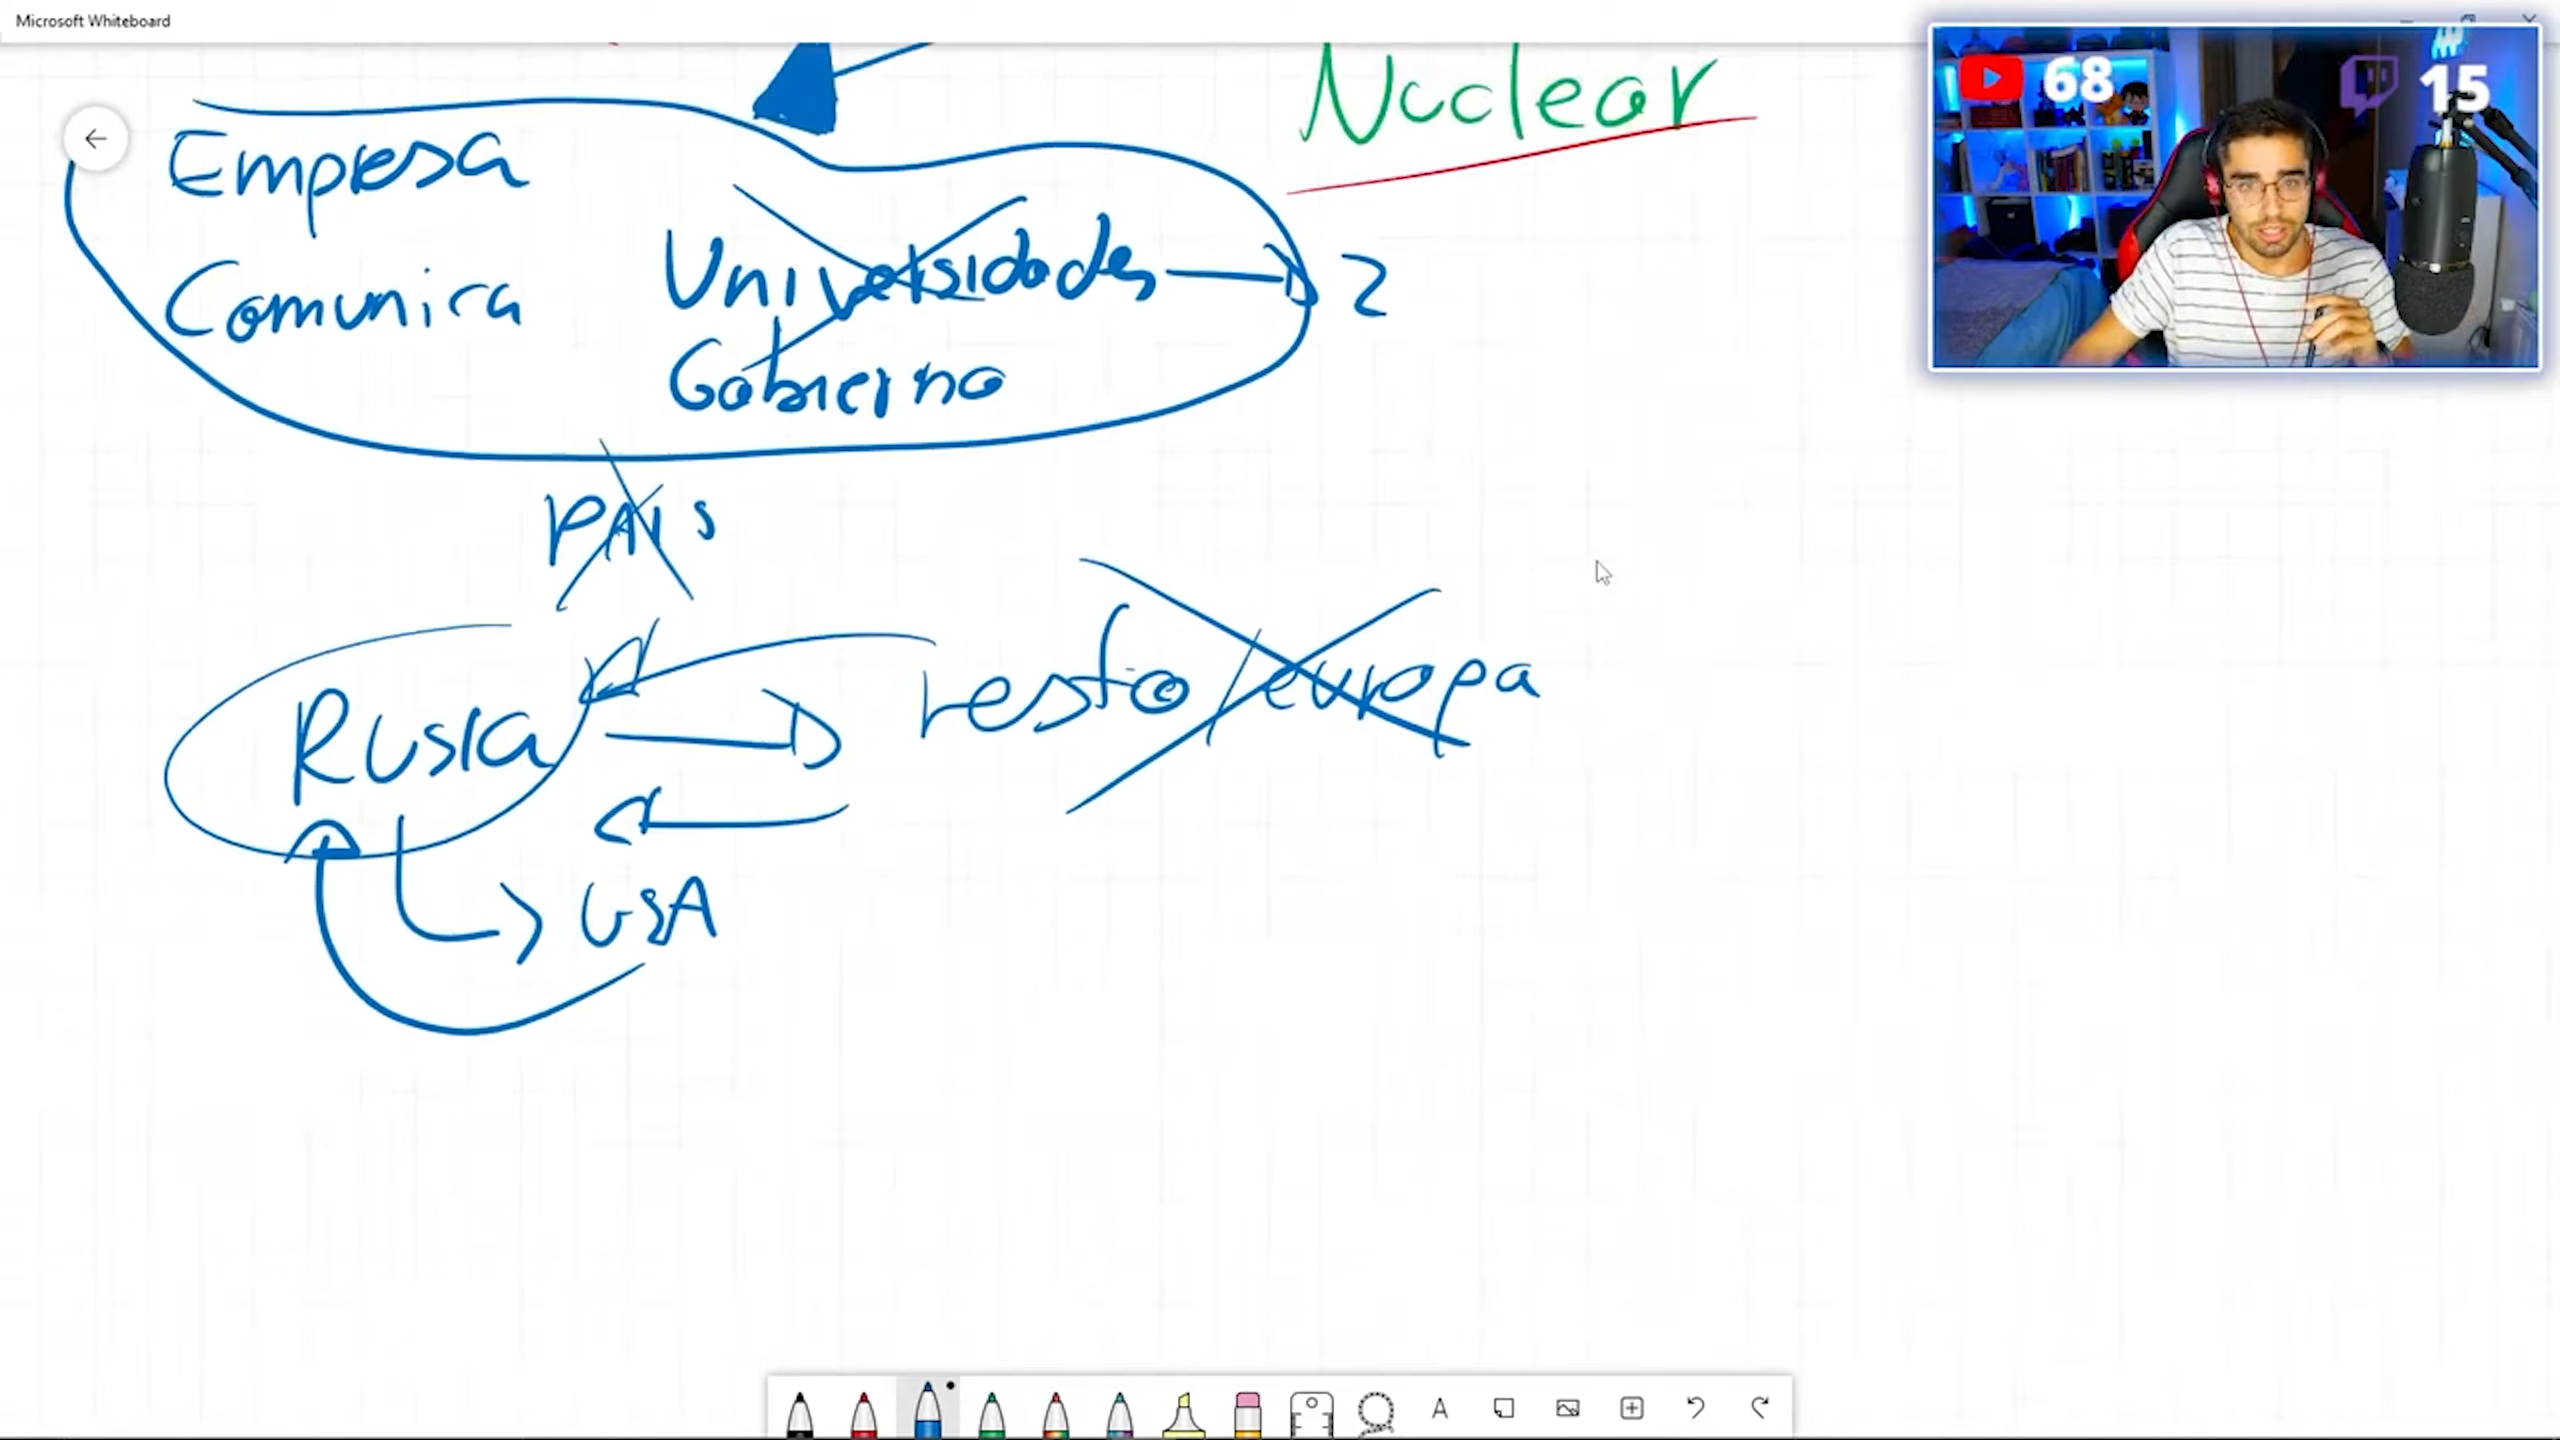 Microsoft Whiteboard
68
15
Nuclear
Empresa
Comunica
Universidades
2
Gobierno
PAIS
resto/europa
Rusia
USA
A